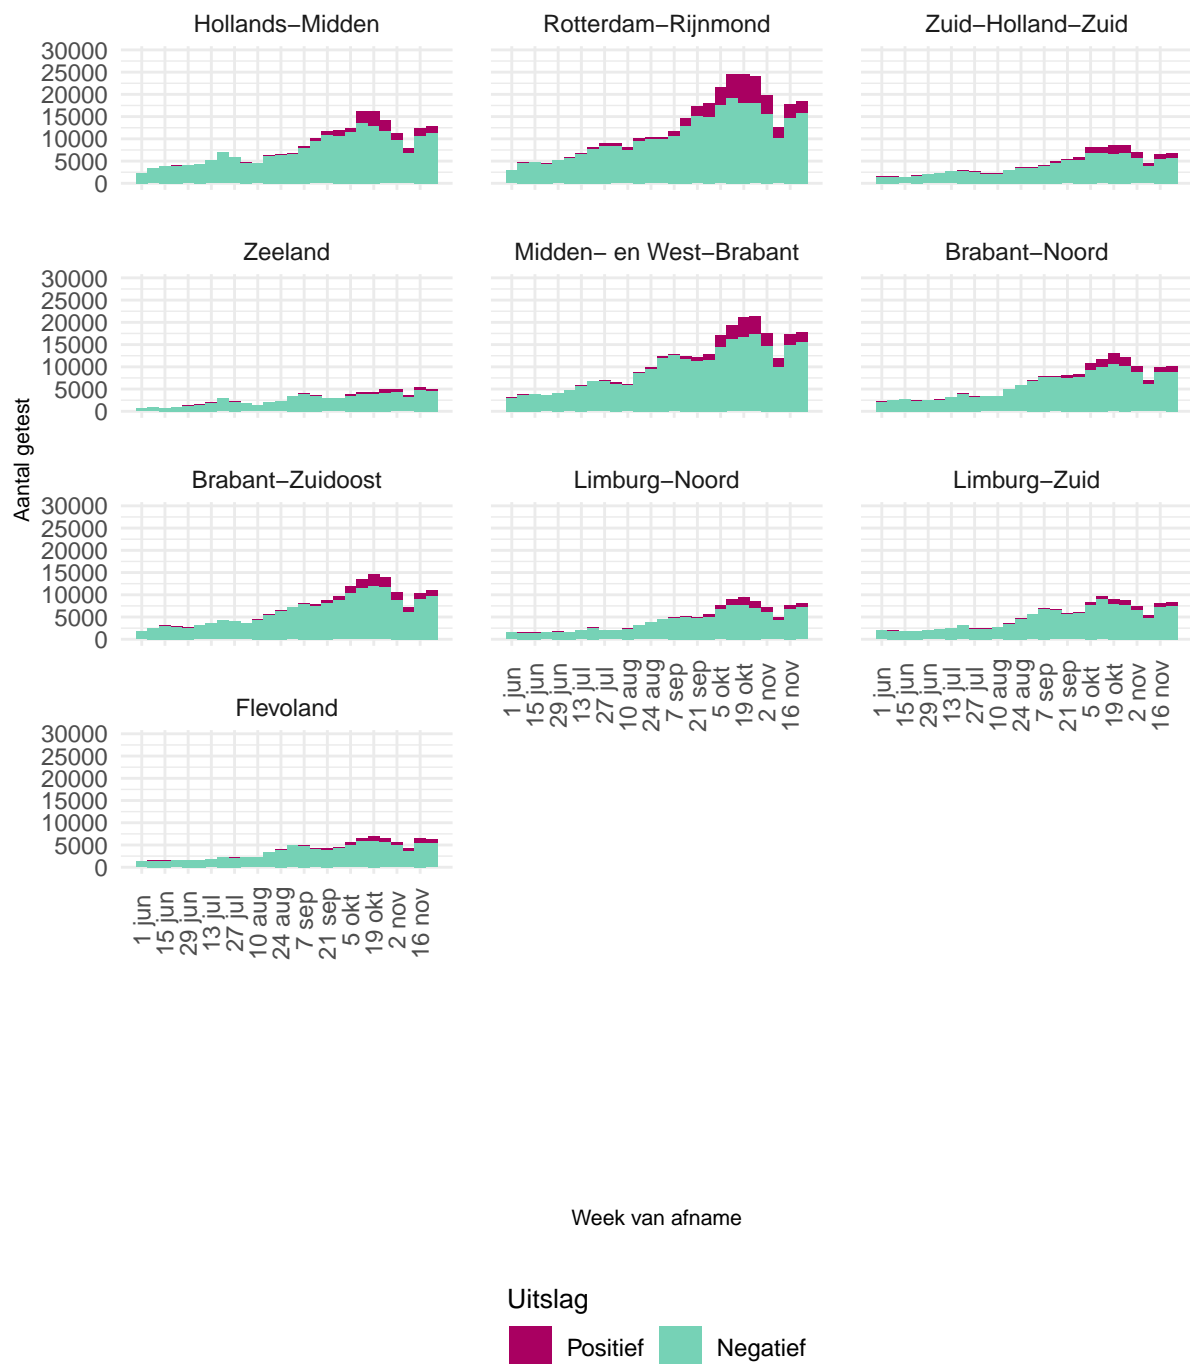 Hollands−Midden Rotterdam−Rijnmond Zuid−Holland−Zuid
30000
25000
20000
15000
10000
5000
0
Zeeland Midden− en West−Brabant Brabant−Noord
30000
25000
20000
15000
10000
5000
0
Aantal getest
Brabant−Zuidoost Limburg−Noord Limburg−Zuid
30000
25000
20000
15000
10000
5000
0
1 jun
15 jun
29 jun
13 jul
27 jul
10 aug
24 aug
7 sep
21 sep
5 okt
19 okt
2 nov
16 nov
1 jun
15 jun
29 jun
13 jul
27 jul
10 aug
24 aug
7 sep
21 sep
5 okt
19 okt
2 nov
16 nov
Flevoland
30000
25000
20000
15000
10000
5000
0
1 jun
15 jun
29 jun
13 jul
27 jul
10 aug
24 aug
7 sep
21 sep
5 okt
19 okt
2 nov
16 nov
Week van afname
Uitslag
Positief Negatief